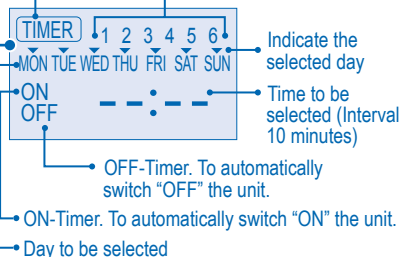 TIMER 1 2 3 4 5 6
MON TUE WED THU FRI SAT SUN
ON
OFF
--:--
Indicate the
selected day
Time to be
selected (Interval
10 minutes)
OFF-Timer. To automatically
switch “OFF” the unit.
ON-Timer. To automatically switch “ON” the unit.
Day to be selected